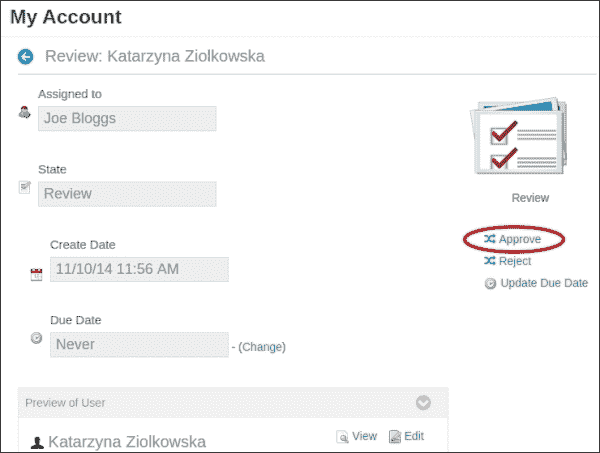 My Account
Review: Katarzyna Ziolkowska
Assigned to
Joe Bloggs
State
Review
Create Date
11/10/14 11:56 AM
Due Date
Never - (Change)
Preview of User
Katarzyna Ziolkowska View Edit
Review
Approve
Reject
Update Due Date